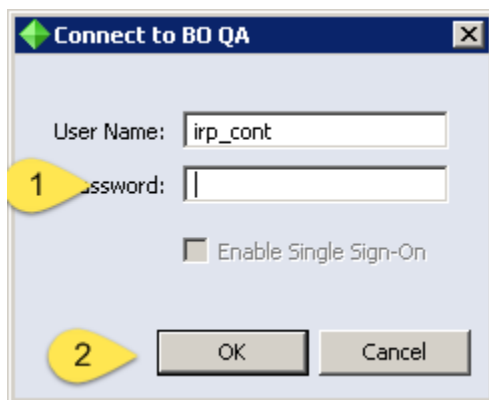 Connect to BO QA
User Name: irp_cont
1 assword:
Enable Single Sign-On
2 OK Cancel